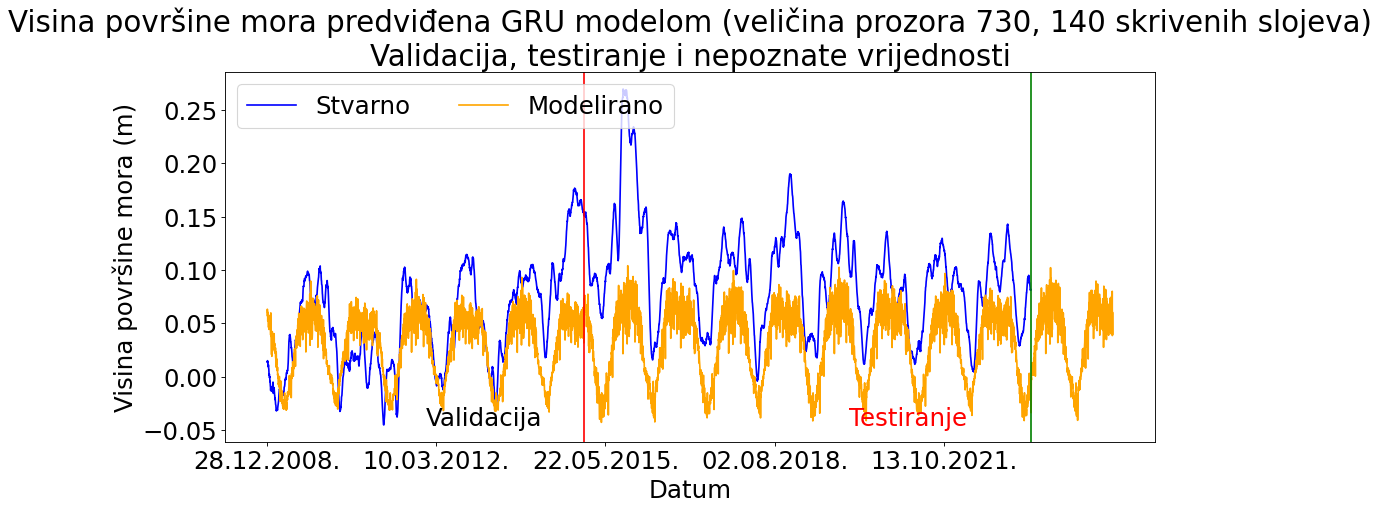 Visina površine mora predviđena GRU modelom (veličina prozora 730, 140 skrivenih slojeva)
Validacija, testiranje i nepoznate vrijednosti
Stvarno Modelirano
Visina površine mora (m)
0.25
0.20
0.15
0.10
0.05
0.00
−0.05
Validacija Testiranje
28.12.2008. 10.03.2012. 22.05.2015. 02.08.2018. 13.10.2021.
Datum